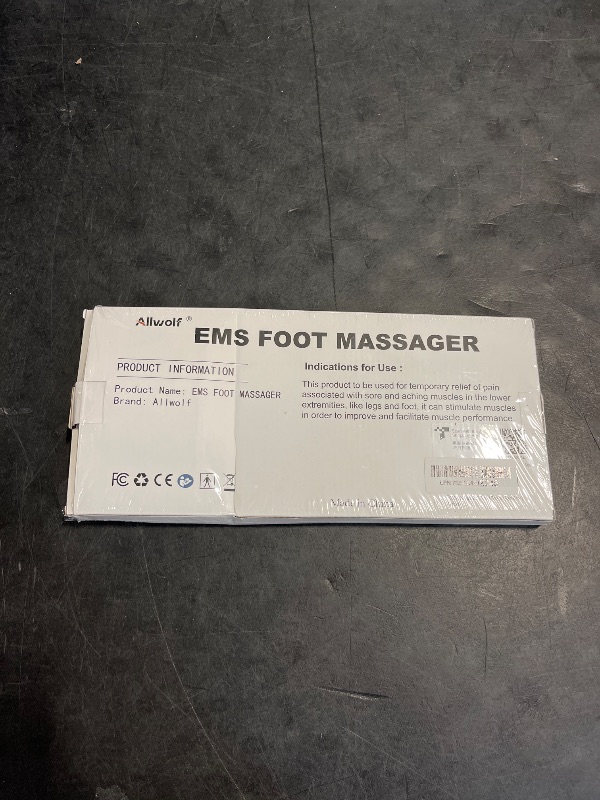 Allwolf ®
EMS FOOT MASSAGER
PRODUCT INFORMATION
Product Name: EMS FOOT MASSAGER
Brand: Allwolf
Indications for Use :
This product to be used for temporary relief of pain
associated with sore and aching muscles in the lower
extremities, like legs and foot, it can stimulate muscles
in order to improve and facilitate muscle performance.
FC CE
Made in